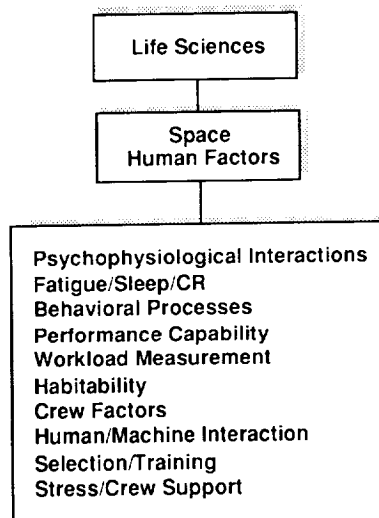 Life Sciences
Space
Human Factors
Psychophysiological Interactions
Fatigue/Sleep/CR
Behavioral Processes
Performance Capability
Workload Measurement
Habitability
Crew Factors
Human/Machine Interaction
Selection/Training
Stress/Crew Support